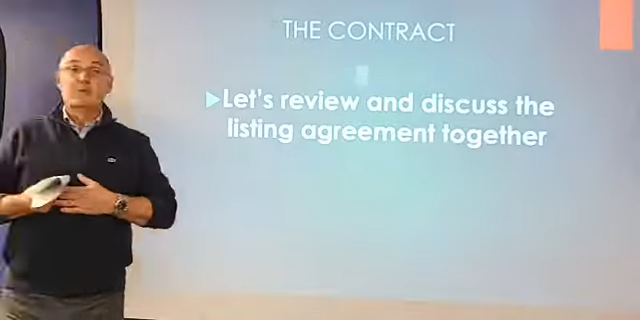 THE CONTRACT
Let's review and discuss the
listing agreement together